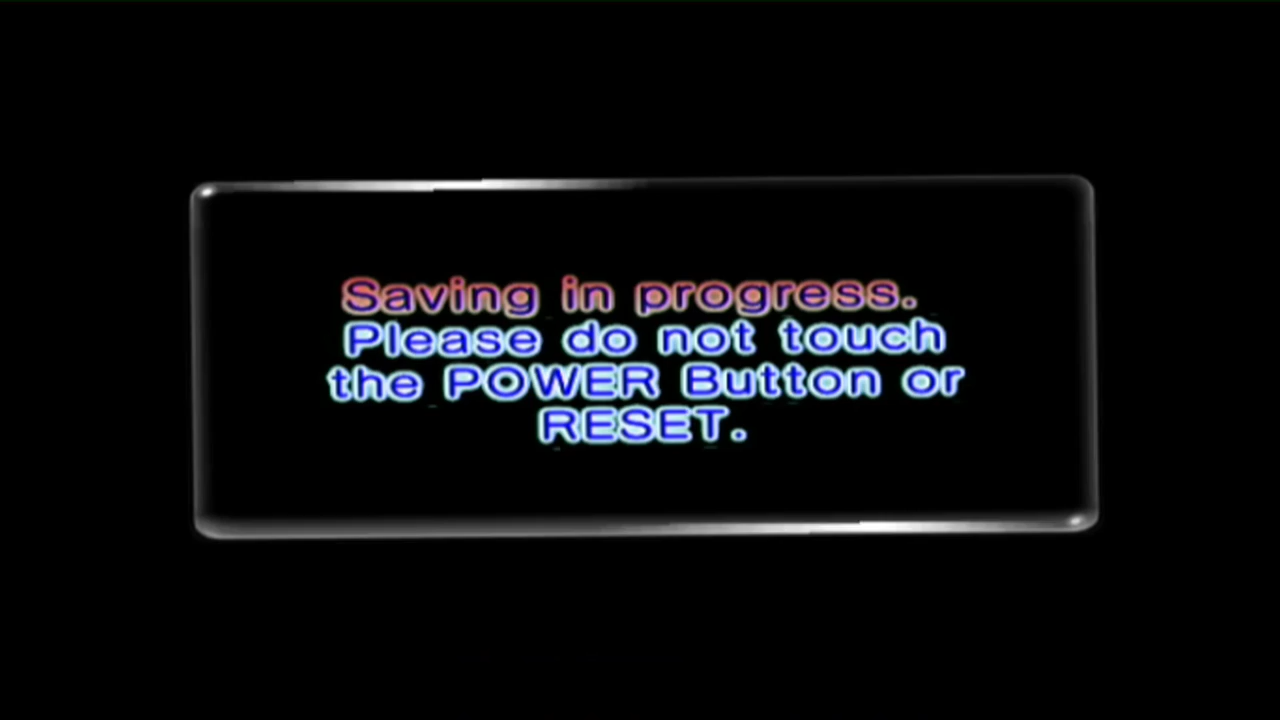 Saving in progress.
Please do not touch
the POWER Button or
RESET.